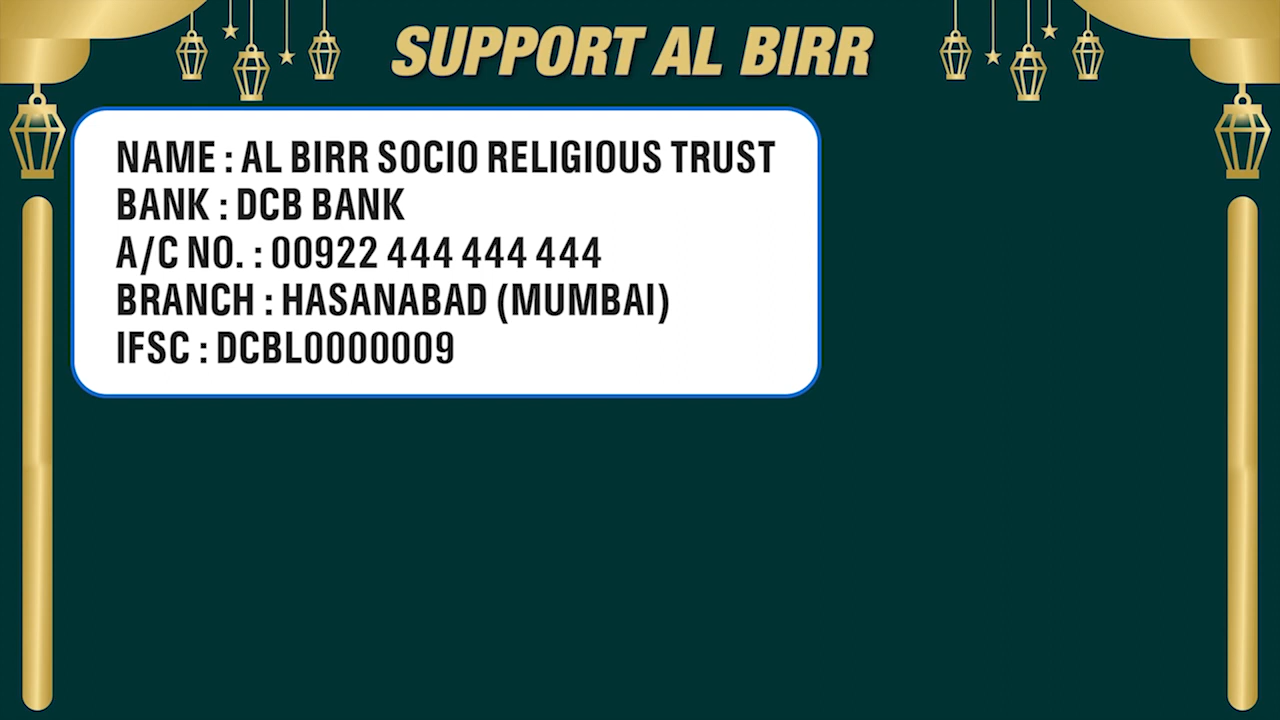 SUPPORT AL BIRR
NAME : AL BIRR SOCIO RELIGIOUS TRUST
BANK : DCB BANK
A/C NO. : 00922 444 444 444
BRANCH : HASANABAD (MUMBAI)
IFSC : DCBL0000009